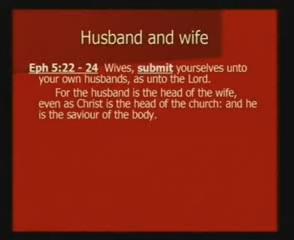 Husband and wife
Eph 5:22 - 24 Wives, submit yourselves unto
your own husbands, as unto the Lord.
For the husband is the head of the wife,
even as Christ is the head of the church: and he
is the saviour of the body.